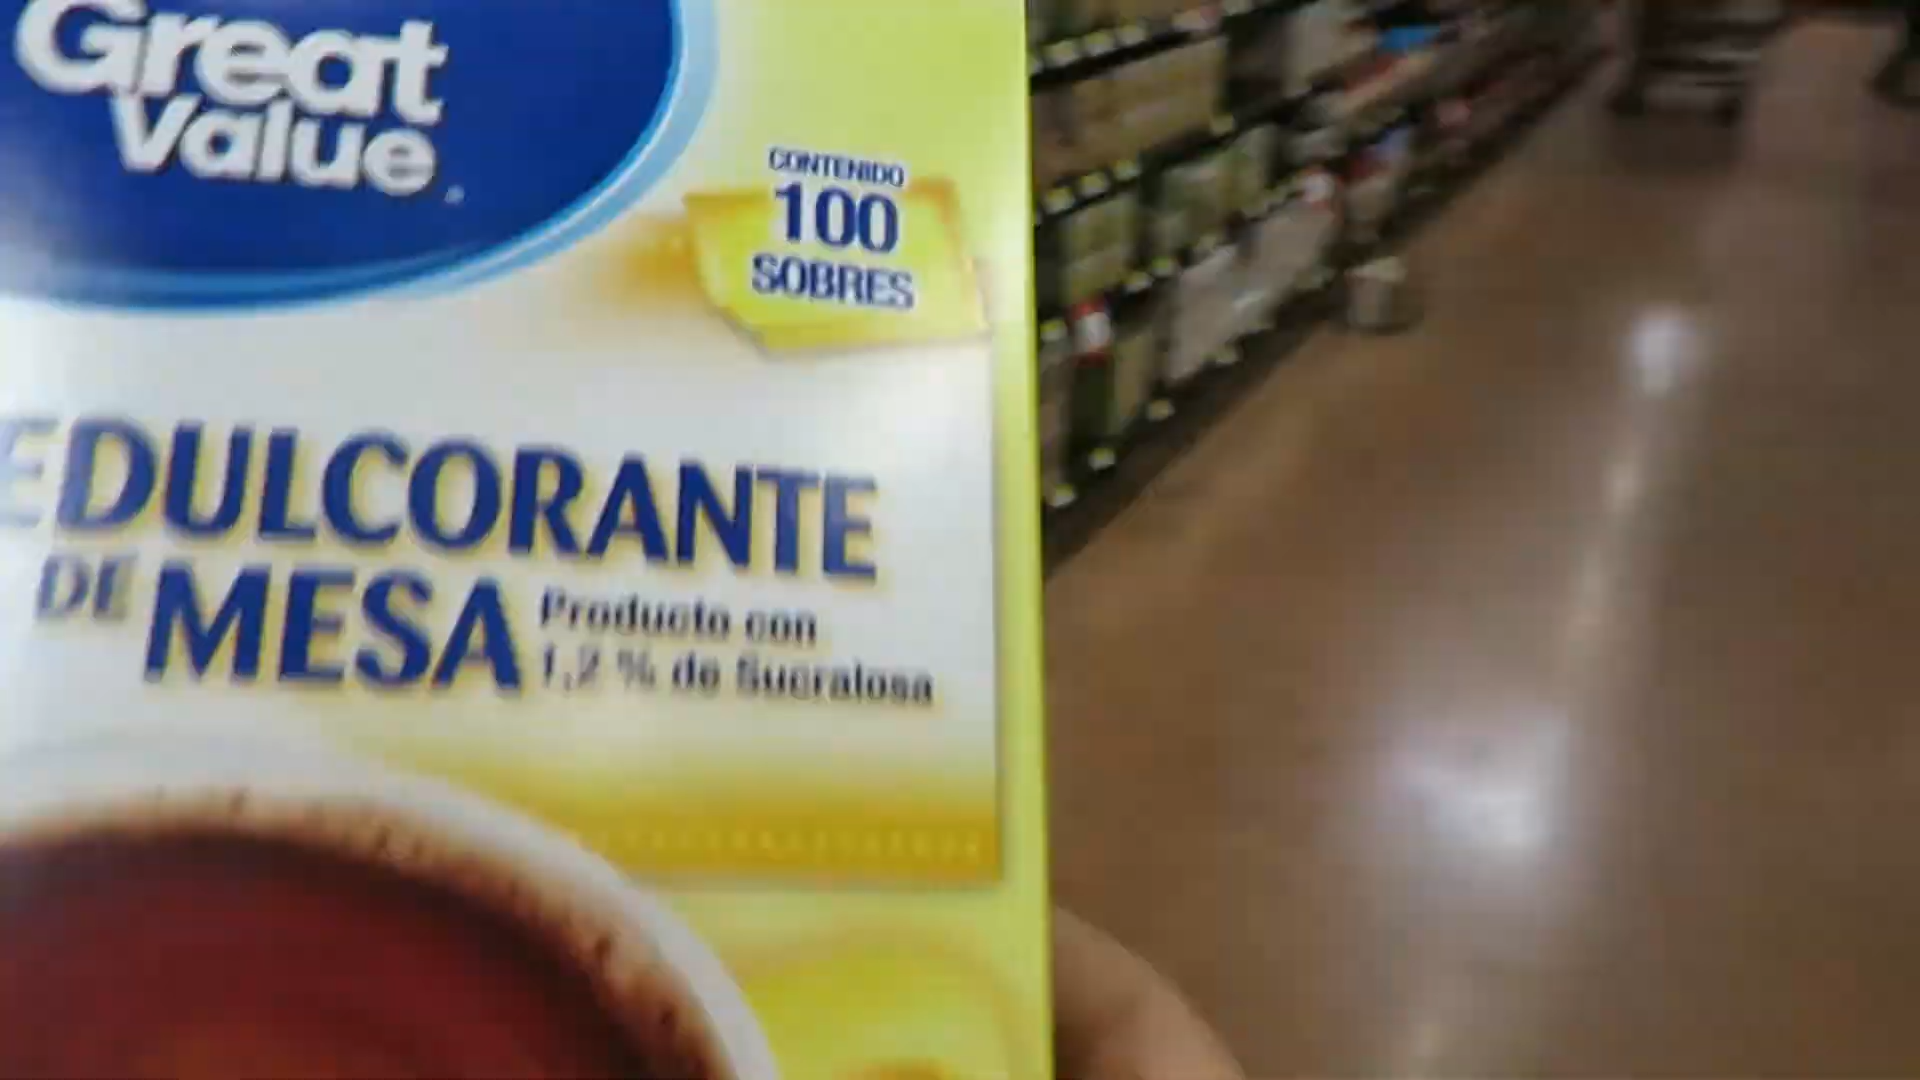 Great
Value
CONTENIDO
100
SOBRES
EDULCORANTE
DE MESA
Producto con
1,2 % de Sucralosa